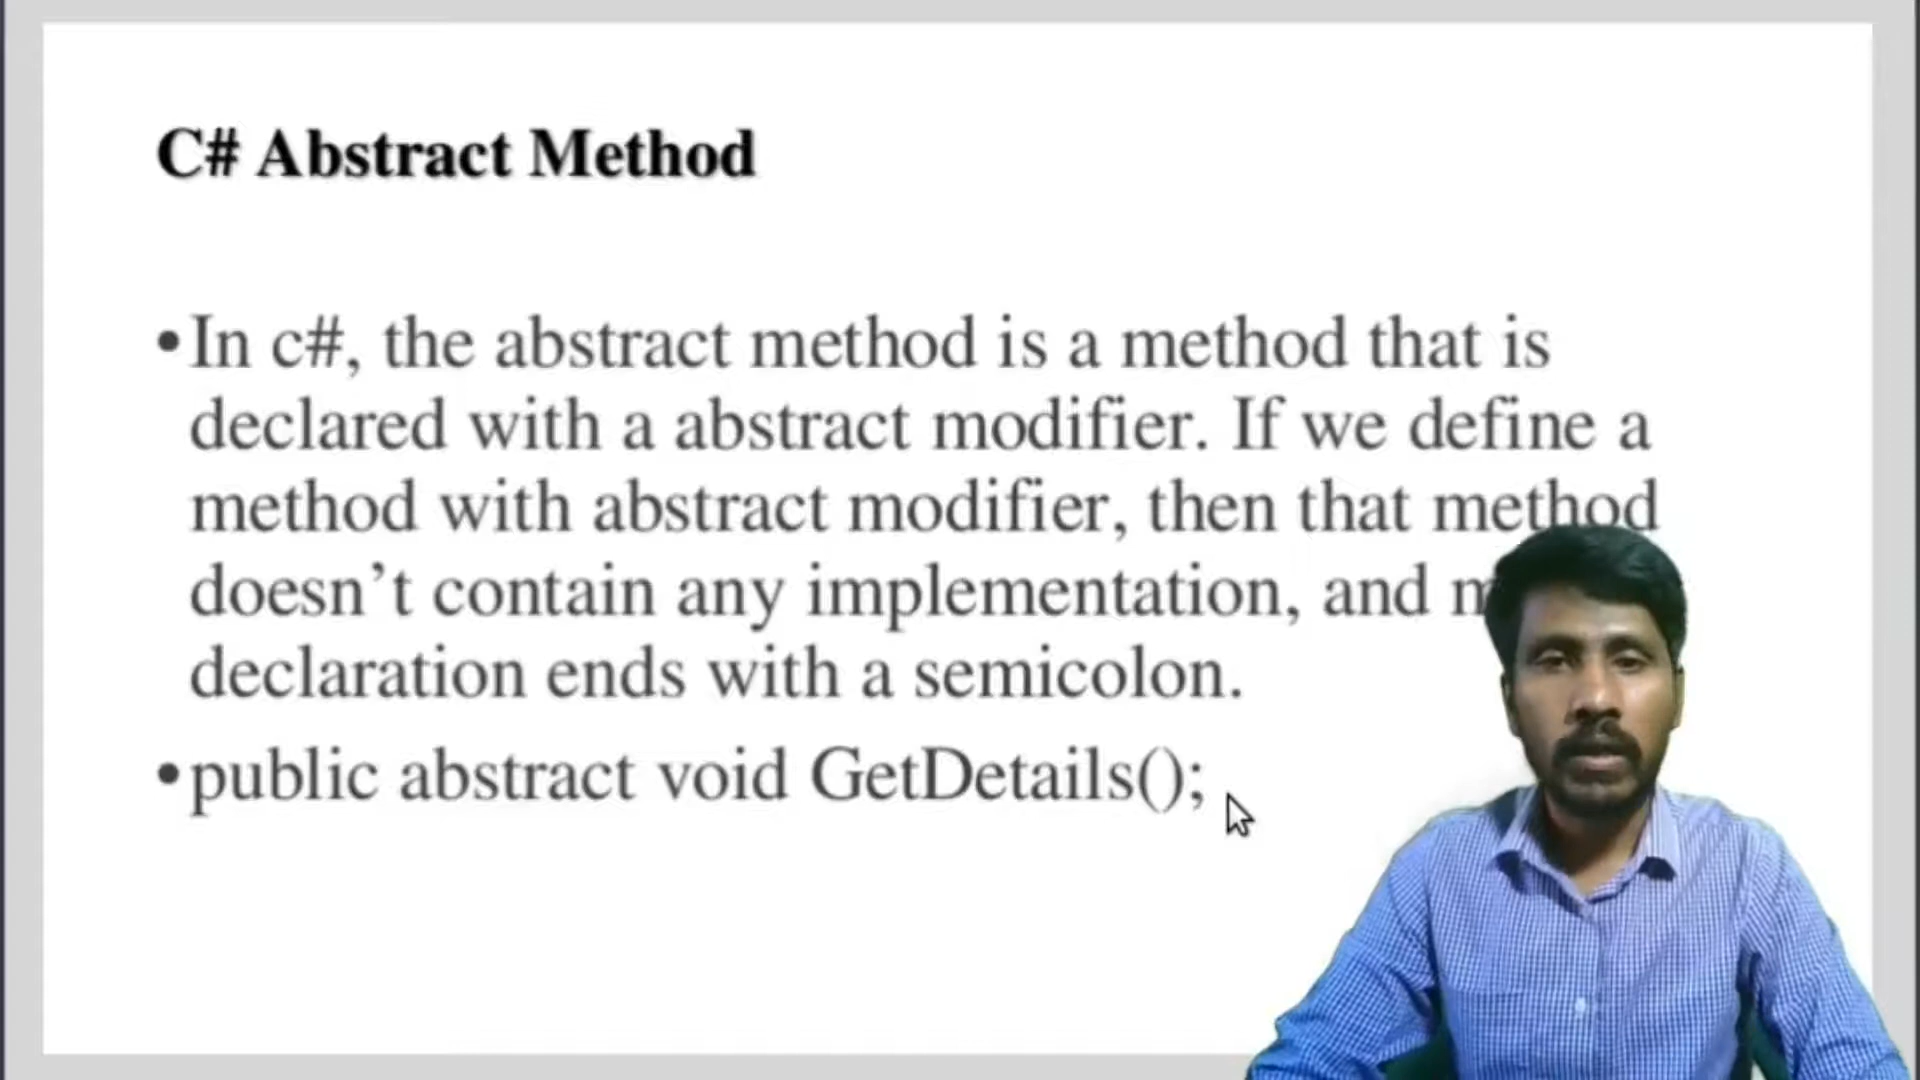 C# Abstract Method
•In c#, the abstract method is a method that is
declared with a abstract modifier. If we define a
method with abstract modifier, then that method
doesn’t contain any implementation, and
declaration ends with a semicolon.
•public abstract void GetDetails();